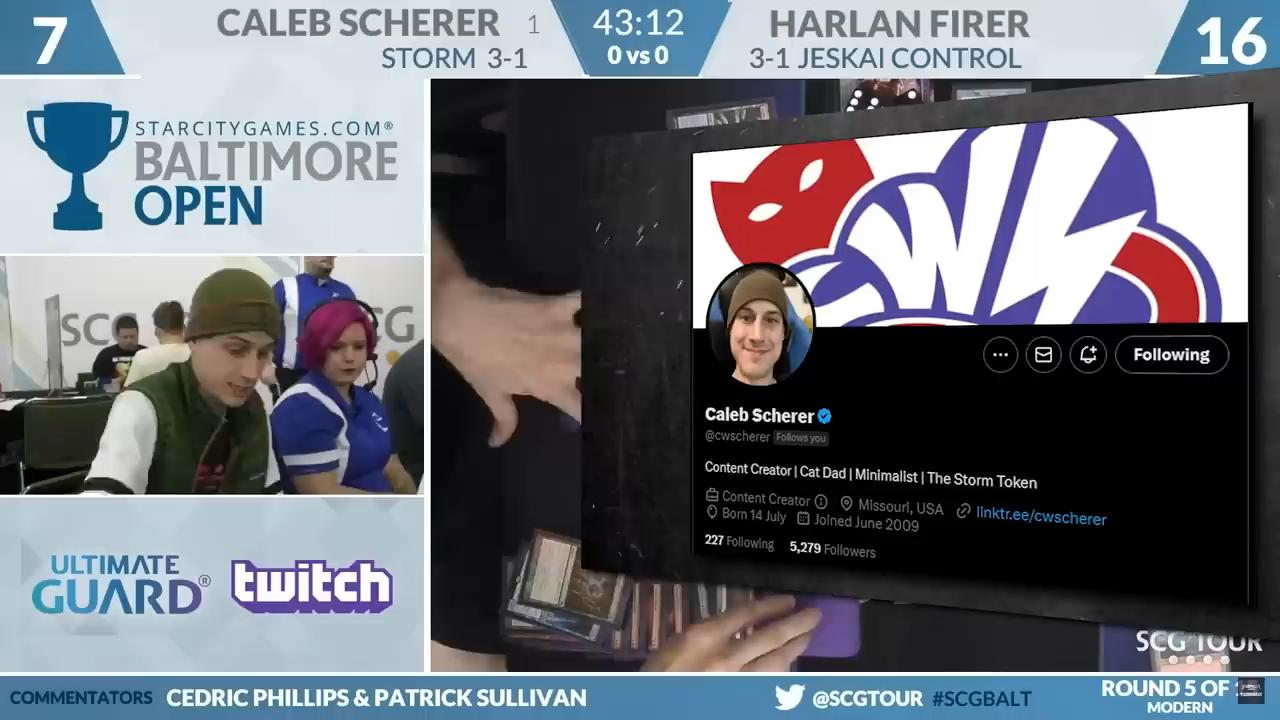 7
CALEB SCHERER 1
STORM 3-1
43:12
0 vs 0
HARLAN FIRER
3-1 JESKAI CONTROL
16
STARCITYGAMES.COM®
BALTIMORE
OPEN
SCG
CG
ULTIMATE
GUARD®
twitch
CWS
Following
Caleb Scherer
@cwscherer Follows you
Content Creator | Cat Dad | Minimalist | The Storm Token
Content Creator Missouri, USA linktr.ee/cwscherer
Born 14 July Joined June 2009
227 Following 5,279 Followers
SCG TOUR
COMMENTATORS CEDRIC PHILLIPS & PATRICK SULLIVAN
@SCGTOUR #SCGBALT
ROUND 5 OF
MODERN